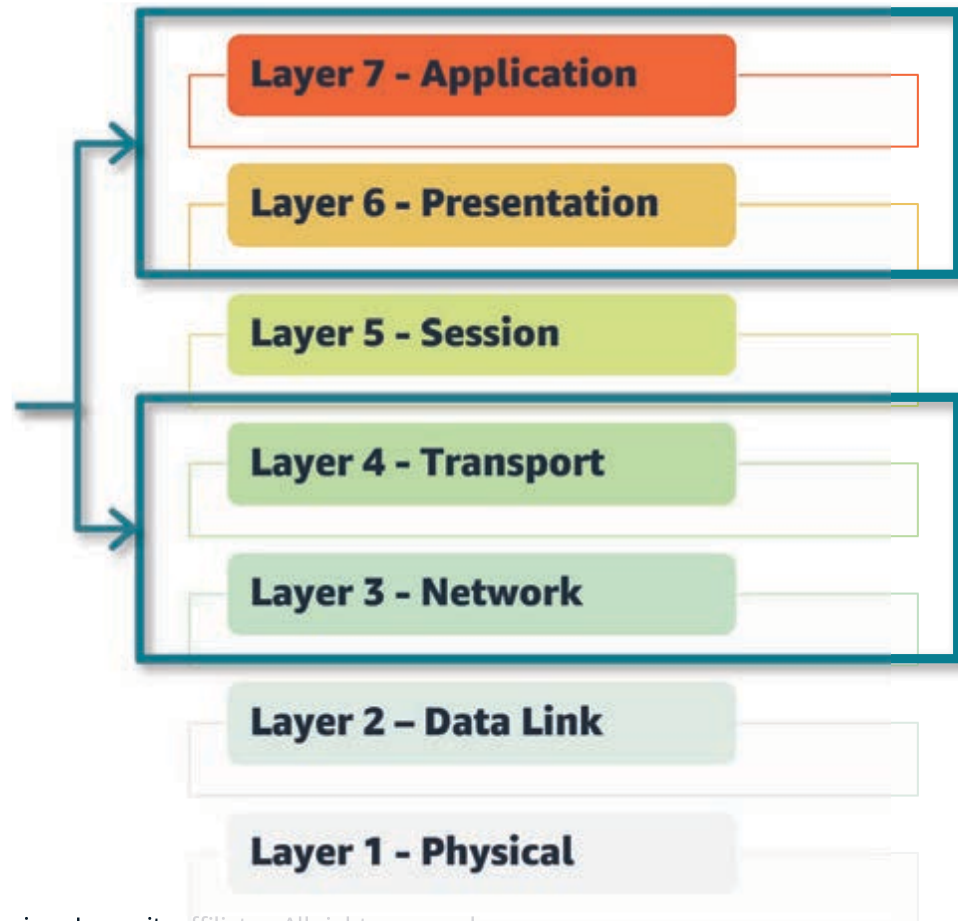 Layer 7 - Application
Layer 6 - Presentation
Layer 5 - Session
Layer 4 - Transport
Layer 3 - Network
Layer 2 – Data Link
Layer 1 - Physical